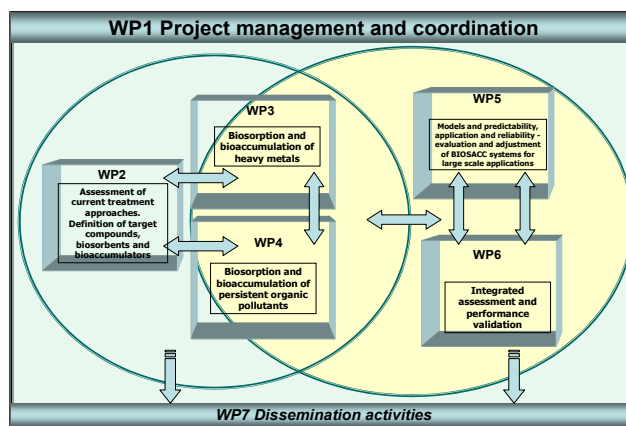 WP1 Project management and coordination
WP3
Biosorption and
bioaccumulation of
heavy metals
WP5
Models and predictability,
application and reliability -
evaluation and adjustment
of BIOSACC systems for
large scale applications
WP2
Assessment of
current treatment
approaches.
Definition of target
compounds,
biosorbents and
bioaccumulators
WP4
Biosorption and
bioaccumulation of
persistent organic
pollutants
WP6
Integrated
assessment and
performance
validation
WP7 Dissemination activities